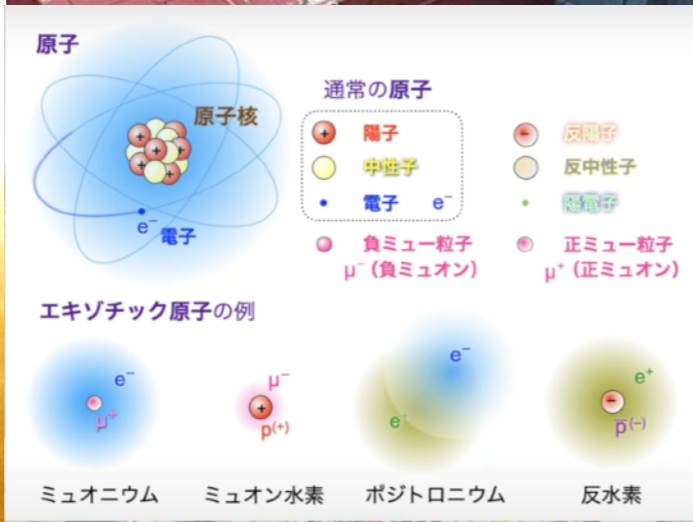 原子
原子核
e⁻ 電子
通常の原子
+ 陽子
中性子
電子 e⁻
負ミュー粒子
μ⁻ (負ミュオン)
− 反陽子
反中性子
陽電子
正ミュー粒子
μ⁺ (正ミュオン)
エキゾチック原子の例
e⁻
μ⁺
μ⁻
+
p⁽⁺⁾
e⁻
e⁺
e⁺
−
p̅⁽⁻⁾
ミュオニウム
ミュオン水素
ポジトロニウム
反水素